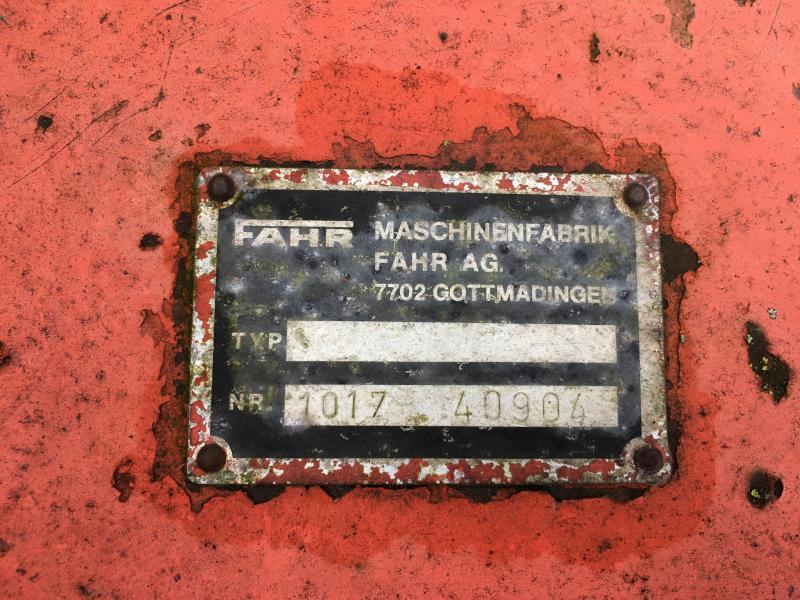 FAHR
MASCHINENFABRIK
FAHR AG.
7702 GOTTMADINGEN
TYP
NR. 1017 40904